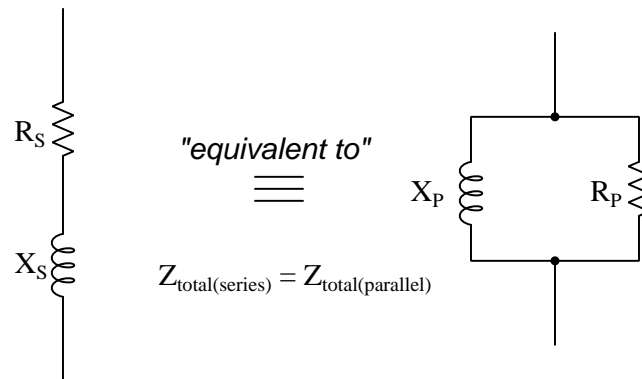 R_S
"equivalent to"
X_P
R_P
X_S
Z_total(series) = Z_total(parallel)